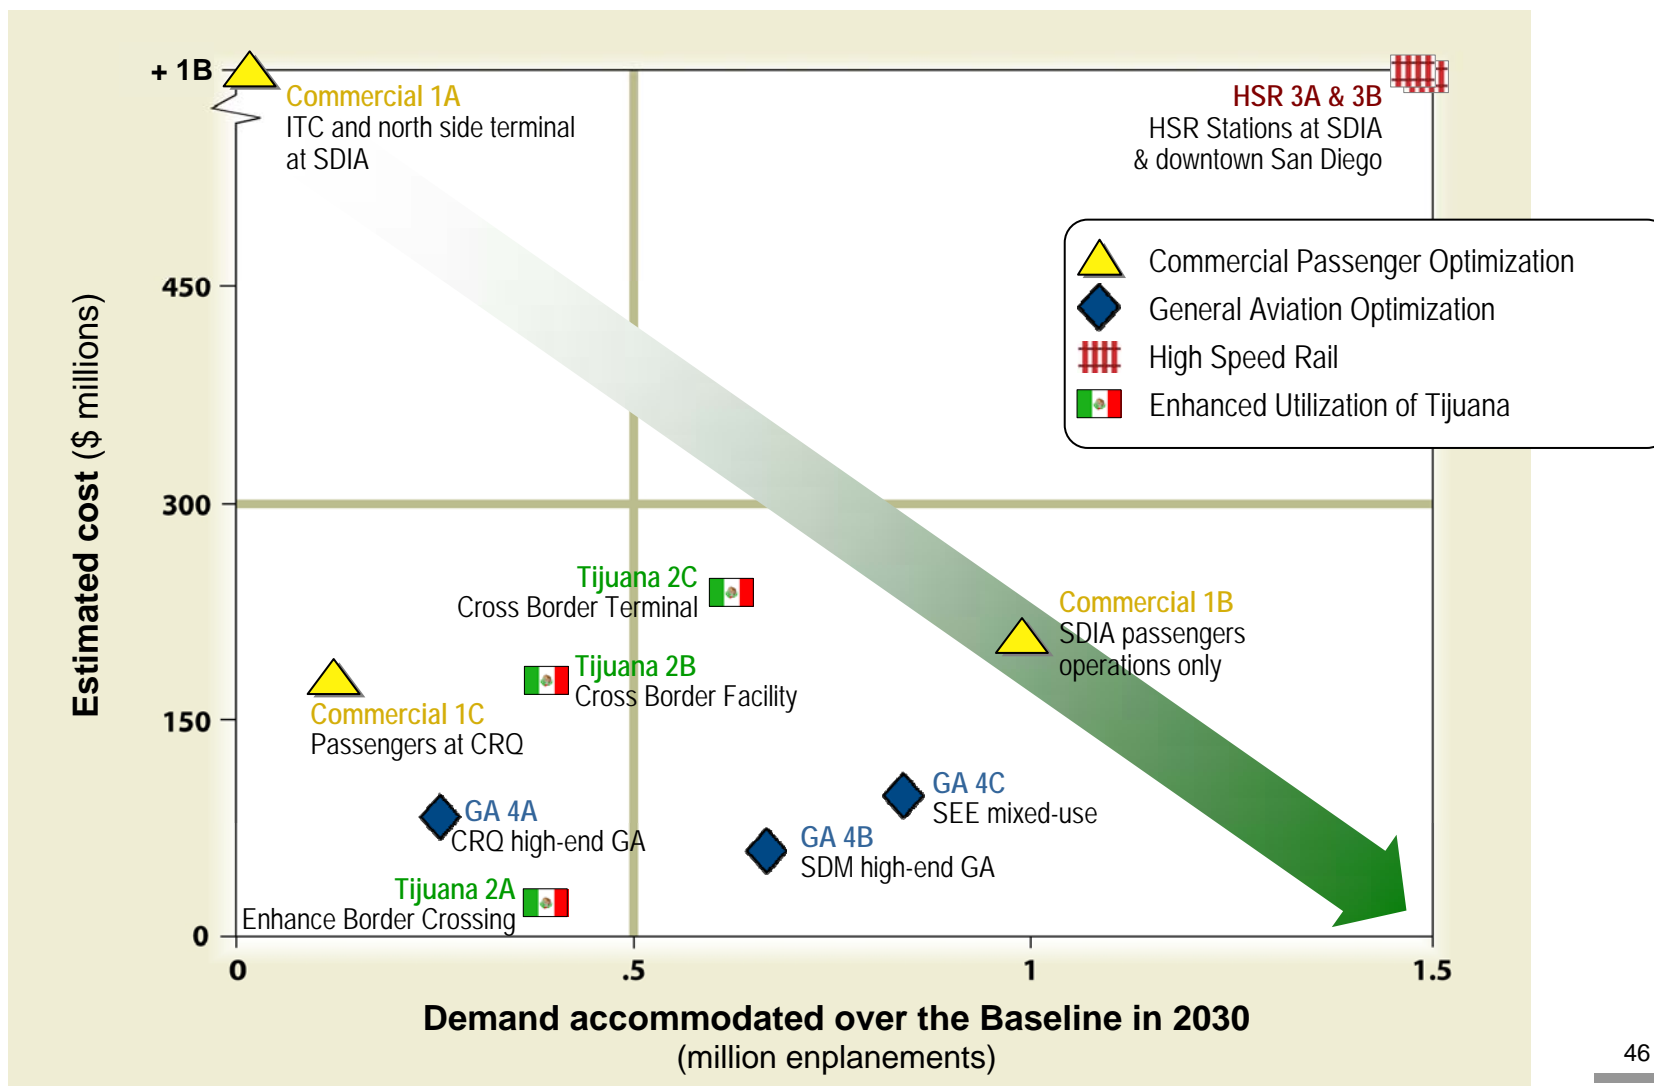 + 1B
Commercial 1A
ITC and north side terminal
at SDIA
HSR 3A & 3B
HSR Stations at SDIA
& downtown San Diego
Commercial Passenger Optimization
General Aviation Optimization
High Speed Rail
Enhanced Utilization of Tijuana
450
300
150
0
Estimated cost ($ millions)
Tijuana 2C
Cross Border Terminal
Commercial 1B
SDIA passengers
operations only
Tijuana 2B
Cross Border Facility
Commercial 1C
Passengers at CRQ
GA 4A
CRQ high-end GA
GA 4C
SEE mixed-use
GA 4B
SDM high-end GA
Tijuana 2A
Enhance Border Crossing
0
.5
1
1.5
Demand accommodated over the Baseline in 2030
(million enplanements)
46